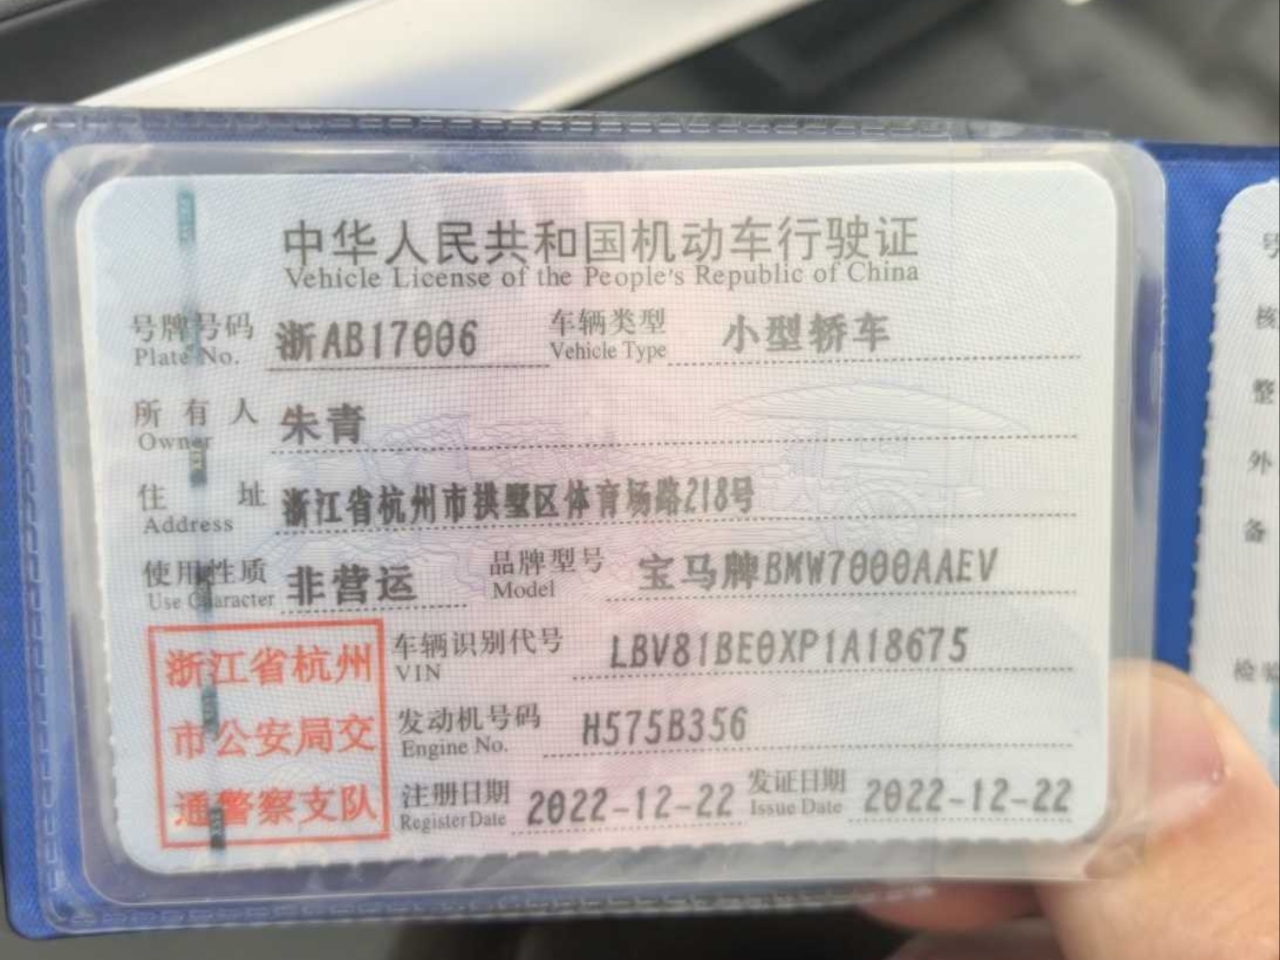 中华人民共和国机动车行驶证
Vehicle License of the People's Republic of China
号牌号码 浙AB17006 车辆类型 小型轿车
Plate No. Vehicle Type
所有人 朱青
Owner
住址 浙江省杭州市拱墅区体育场路218号
Address
使用性质 非营运 品牌型号 宝马牌BMW7000AAEV
Use Character Model
浙江省杭州 车辆识别代号 LBV81BE0XP1A18675
VIN
市公安局交 发动机号码 H575B356
Engine No.
通警察支队 注册日期 2022-12-22 发证日期 2022-12-22
Register Date Issue Date
号
核
整
外
备
检验